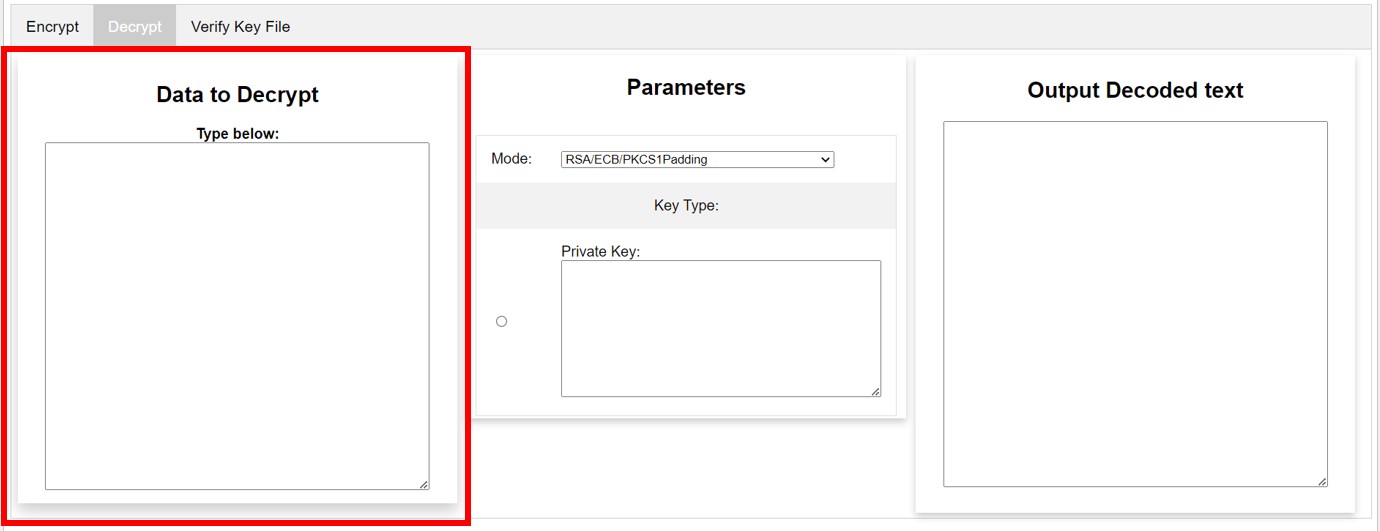 Encrypt Decrypt Verify Key File
Data to Decrypt
Type below:
Parameters
Mode: RSA/ECB/PKCS1Padding
Key Type:
Private Key:
Output Decoded text